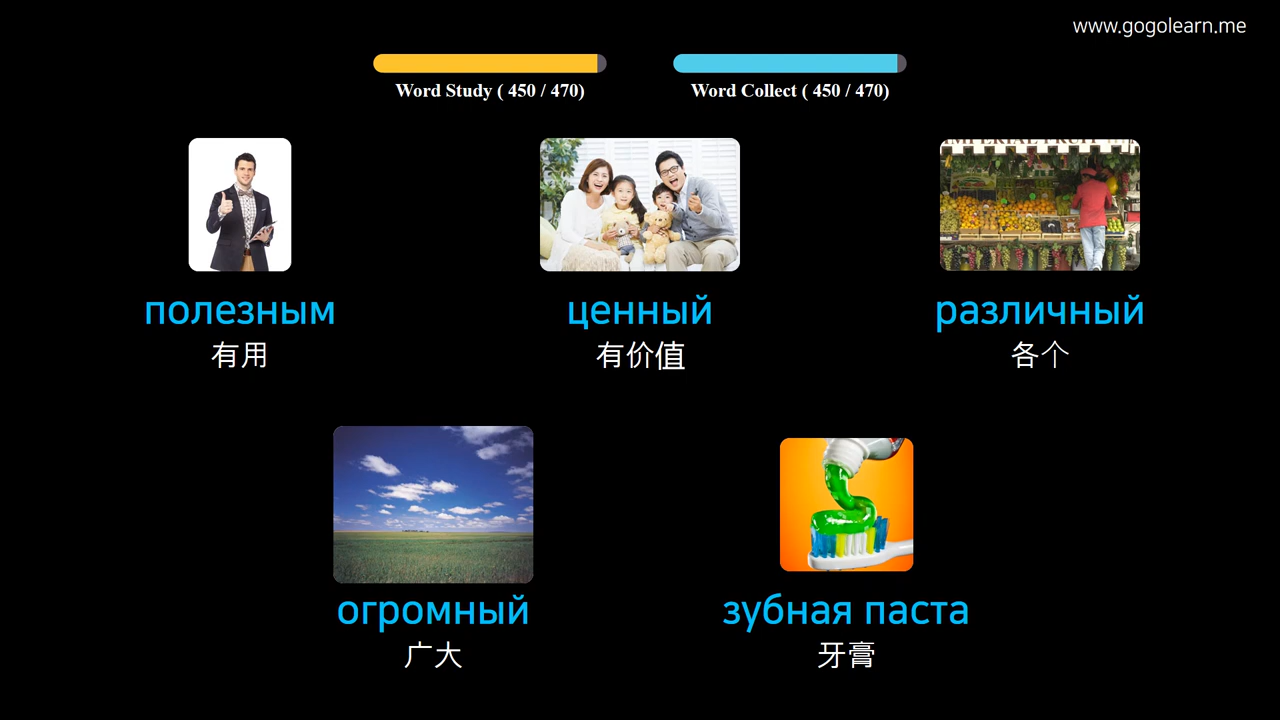 www.gogolearn.me
Word Study ( 450 / 470)
Word Collect ( 450 / 470)
полезным
有用
ценный
有价值
различный
各个
огромный
广大
зубная паста
牙膏